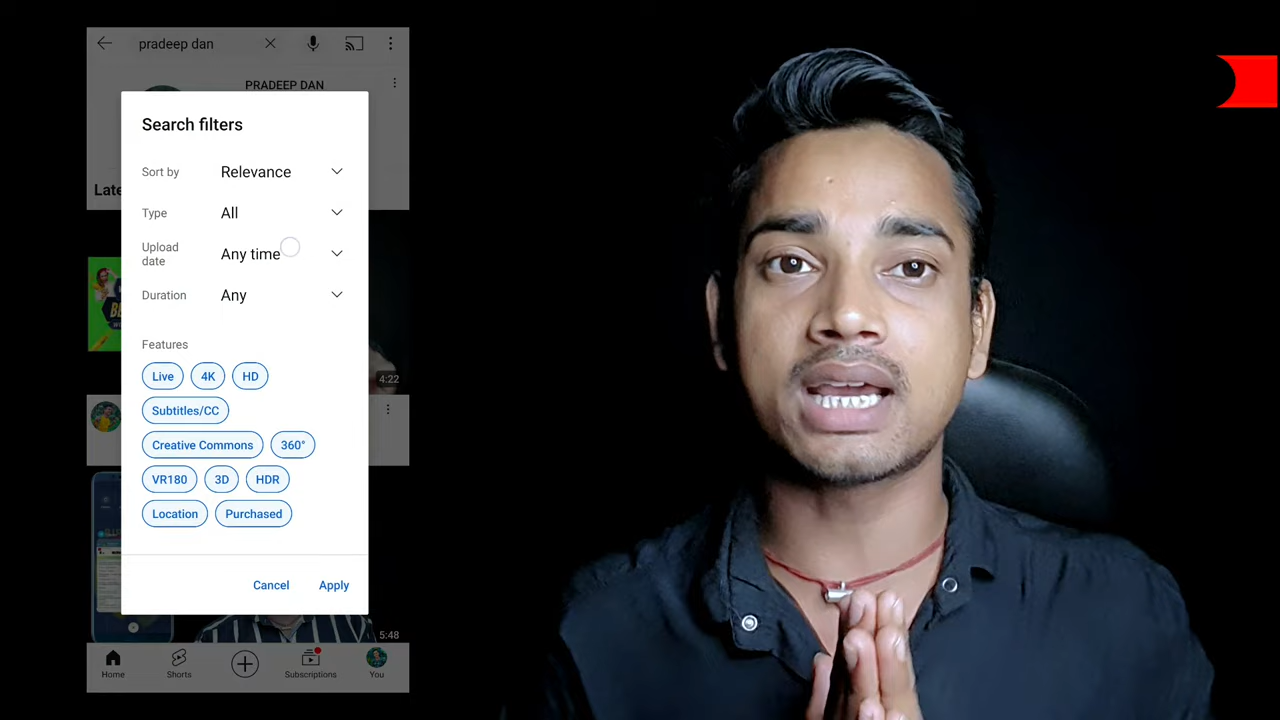 pradeep dan
PRADEEP DAN
Late
Search filters
Sort by Relevance
Type All
Upload date Any time
Duration Any
Features
Live 4K HD
Subtitles/CC
Creative Commons 360°
VR180 3D HDR
Location Purchased
Cancel Apply
4:22
5:48
Home Shorts Subscriptions You